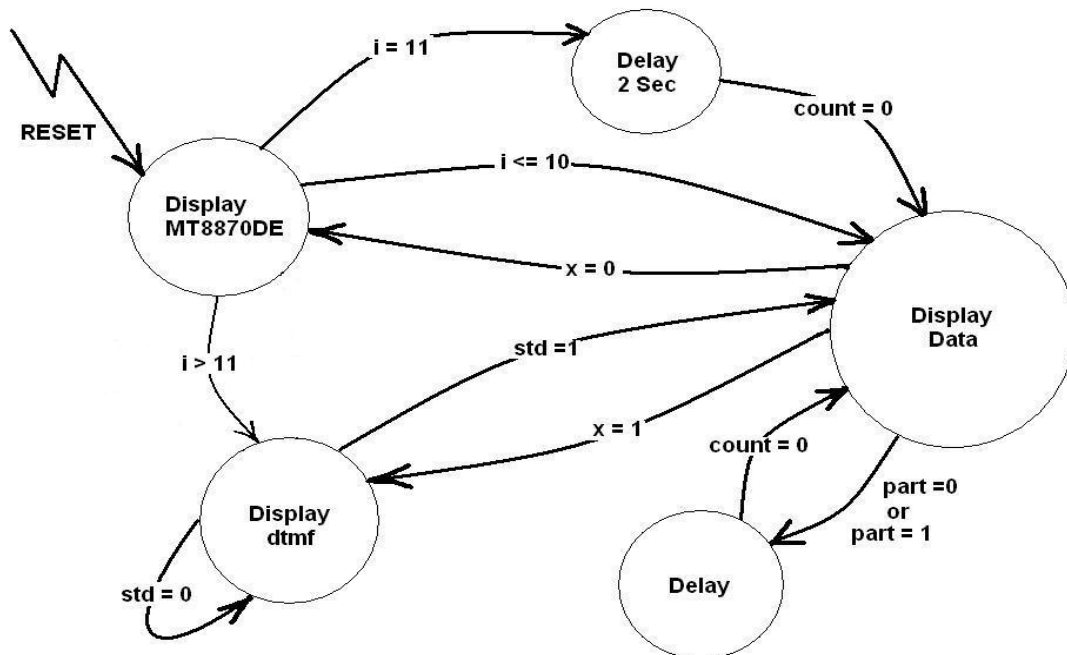 i = 11
Delay
2 Sec
count = 0
RESET
i <= 10
Display
MT8870DE
x = 0
Display
Data
std =1
i > 11
x = 1
count = 0
part =0
or
part = 1
Display
dtmf
Delay
std = 0